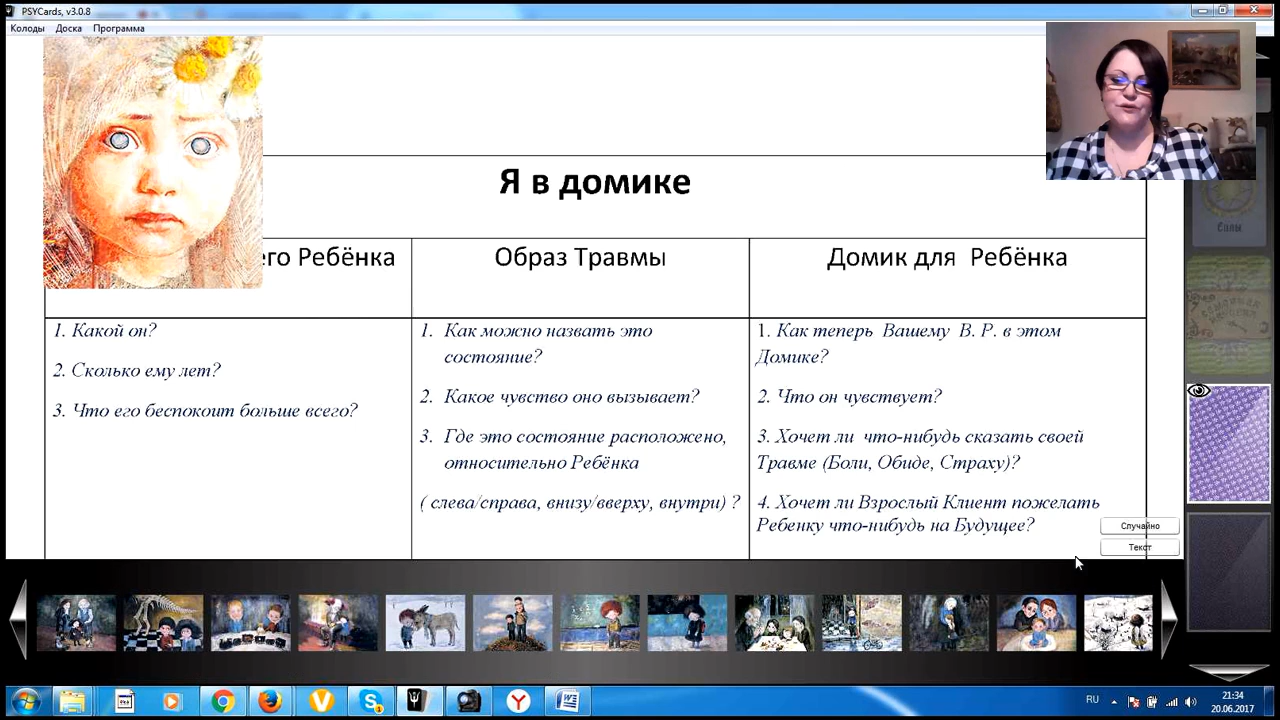 PSYCards, v3.0.8
Колоды Доска Программа
Я в домике
его Ребёнка
Образ Травмы
Домик для Ребёнка
1. Какой он?
2. Сколько ему лет?
3. Что его беспокоит больше всего?
1. Как можно назвать это
состояние?
2. Какое чувство оно вызывает?
3. Где это состояние расположено,
относительно Ребёнка
( слева/справа, внизу/вверху, внутри) ?
1. Как теперь Вашему В. Р. в этом
Домике?
2. Что он чувствует?
3. Хочет ли что-нибудь сказать своей
Травме (Боли, Обиде, Страху)?
4. Хочет ли Взрослый Клиент пожелать
Ребенку что-нибудь на Будущее?
Случайно
Текст
RU
21:34
20.06.2017